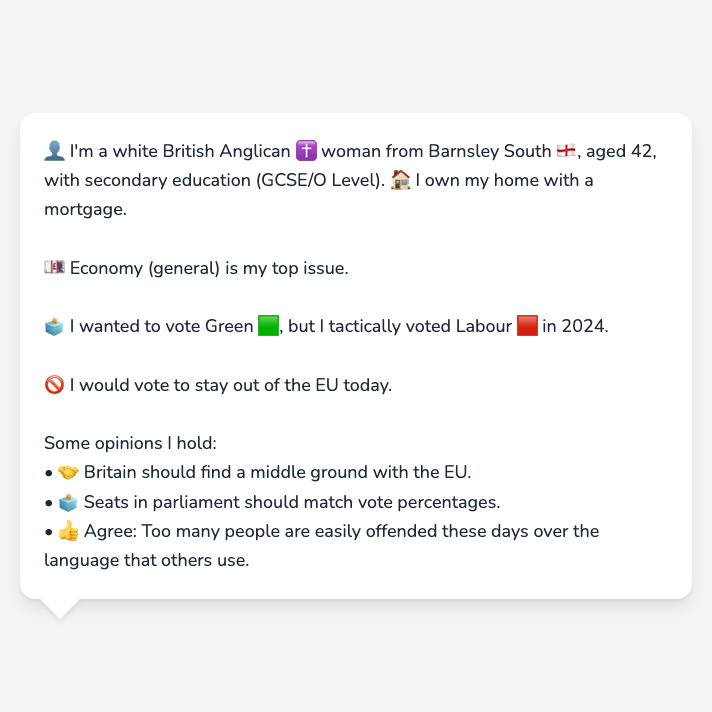 👤 I'm a white British Anglican ✝️ woman from Barnsley South 🏴󠁧󠁢󠁥󠁮󠁧󠁿, aged 42,
with secondary education (GCSE/O Level). 🏠 I own my home with a
mortgage.
💷 Economy (general) is my top issue.
🗳️ I wanted to vote Green 🟩, but I tactically voted Labour 🟥 in 2024.
🚫 I would vote to stay out of the EU today.
Some opinions I hold:
• 🤝 Britain should find a middle ground with the EU.
• 🗳️ Seats in parliament should match vote percentages.
• 👍 Agree: Too many people are easily offended these days over the
language that others use.